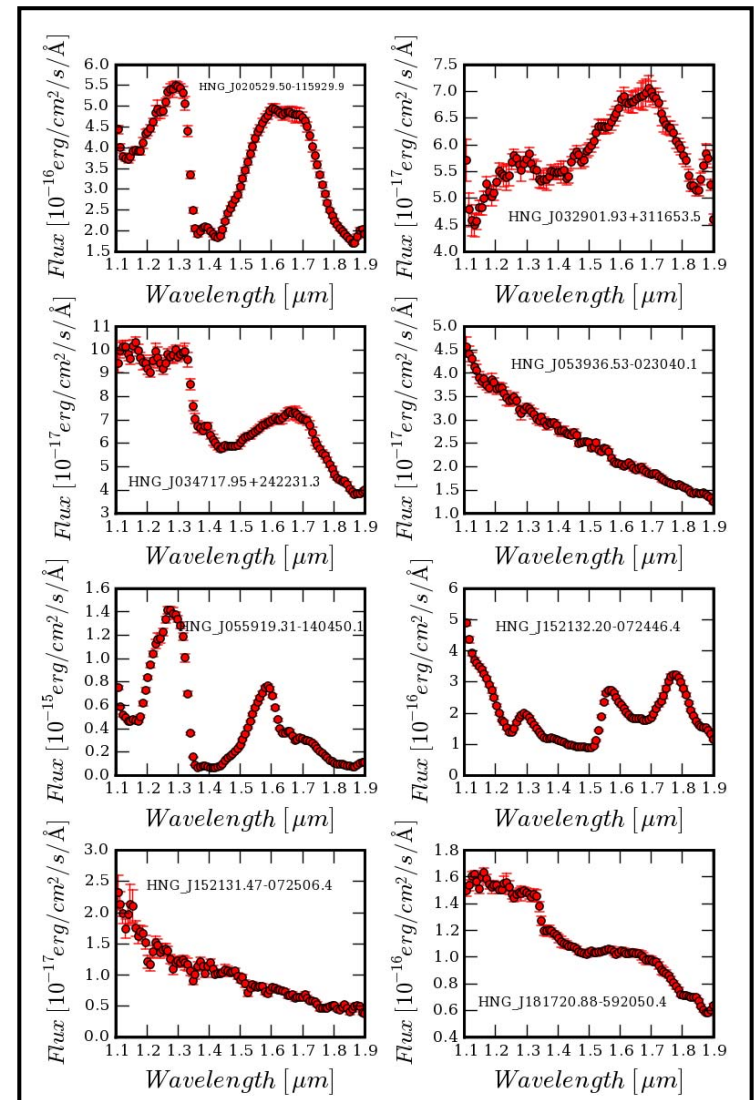 Flux [10^−16 erg/cm^2/s/Å]
6.0
5.5
5.0
4.5
4.0
3.5
3.0
2.5
2.0
1.5
HNG_J020529.50-115929.9
1.1 1.2 1.3 1.4 1.5 1.6 1.7 1.8 1.9
Wavelength [μm]
Flux [10^−17 erg/cm^2/s/Å]
7.5
7.0
6.5
6.0
5.5
5.0
4.5
4.0
HNG_J032901.93+311653.5
1.1 1.2 1.3 1.4 1.5 1.6 1.7 1.8 1.9
Wavelength [μm]
Flux [10^−17 erg/cm^2/s/Å]
11
10
9
8
7
6
5
4
3
HNG_J034717.95+242231.3
1.1 1.2 1.3 1.4 1.5 1.6 1.7 1.8 1.9
Wavelength [μm]
Flux [10^−17 erg/cm^2/s/Å]
5.0
4.5
4.0
3.5
3.0
2.5
2.0
1.5
1.0
HNG_J053936.53-023040.1
1.1 1.2 1.3 1.4 1.5 1.6 1.7 1.8 1.9
Wavelength [μm]
Flux [10^−15 erg/cm^2/s/Å]
1.6
1.4
1.2
1.0
0.8
0.6
0.4
0.2
0.0
HNG_J055919.31-140450.1
1.1 1.2 1.3 1.4 1.5 1.6 1.7 1.8 1.9
Wavelength [μm]
Flux [10^−16 erg/cm^2/s/Å]
6
5
4
3
2
1
0
HNG_J152132.20-072446.4
1.1 1.2 1.3 1.4 1.5 1.6 1.7 1.8 1.9
Wavelength [μm]
Flux [10^−17 erg/cm^2/s/Å]
3.0
2.5
2.0
1.5
1.0
0.5
0.0
HNG_J152131.47-072506.4
1.1 1.2 1.3 1.4 1.5 1.6 1.7 1.8 1.9
Wavelength [μm]
Flux [10^−16 erg/cm^2/s/Å]
1.8
1.6
1.4
1.2
1.0
0.8
0.6
0.4
HNG_J181720.88-592050.4
1.1 1.2 1.3 1.4 1.5 1.6 1.7 1.8 1.9
Wavelength [μm]